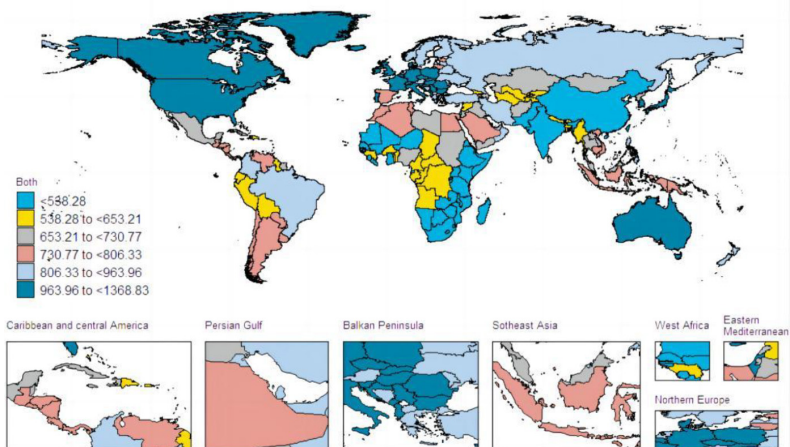 Both
<538.28
538.28 to <653.21
653.21 to <730.77
730.77 to <806.33
806.33 to <963.96
963.96 to <1368.83
Caribbean and central America
Persian Gulf
Balkan Peninsula
Sotheast Asia
West Africa
Eastern
Mediterranean
Northern Europe